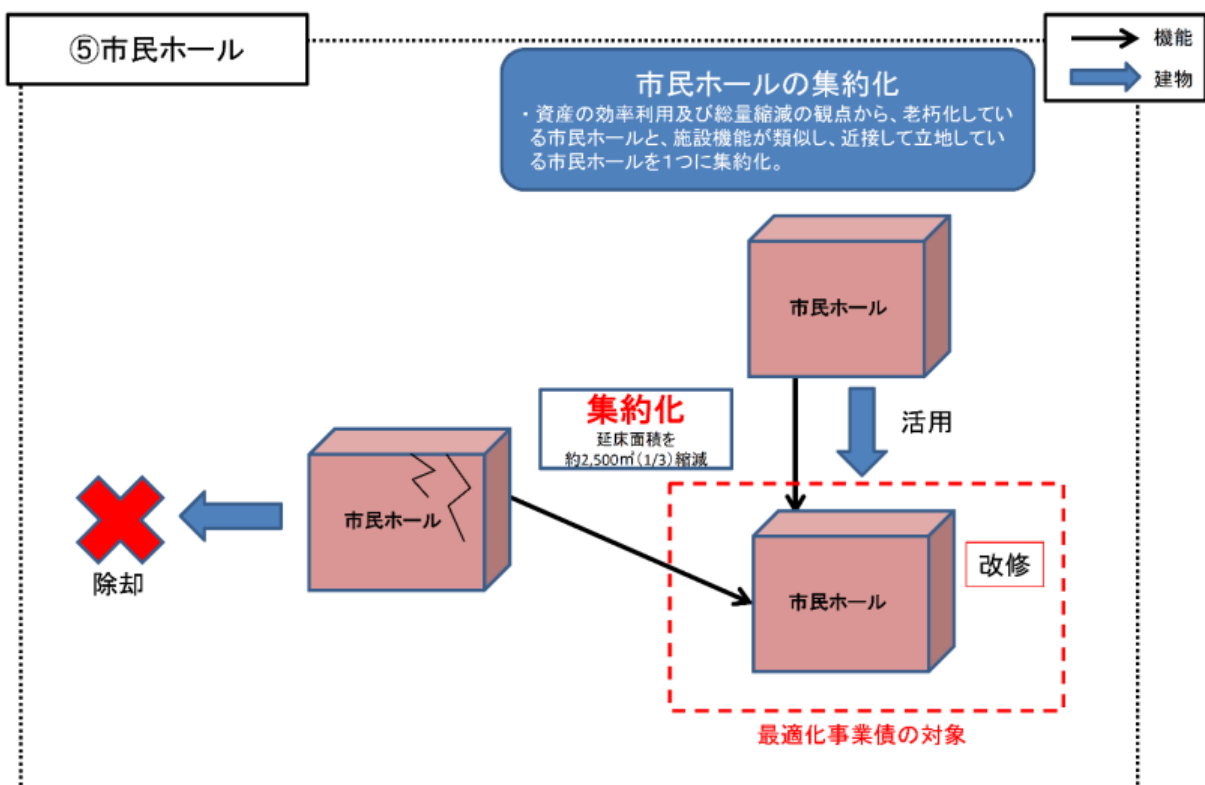 ⑤市民ホール
機能
建物
市民ホールの集約化
・資産の効率利用及び総量縮減の観点から、老朽化してい
る市民ホールと、施設機能が類似し、近接して立地してい
る市民ホールを1つに集約化。
市民ホール
集約化
延床面積を
約2,500㎡(1/3)縮減
活用
市民ホール
除却
改修
市民ホール
最適化事業債の対象